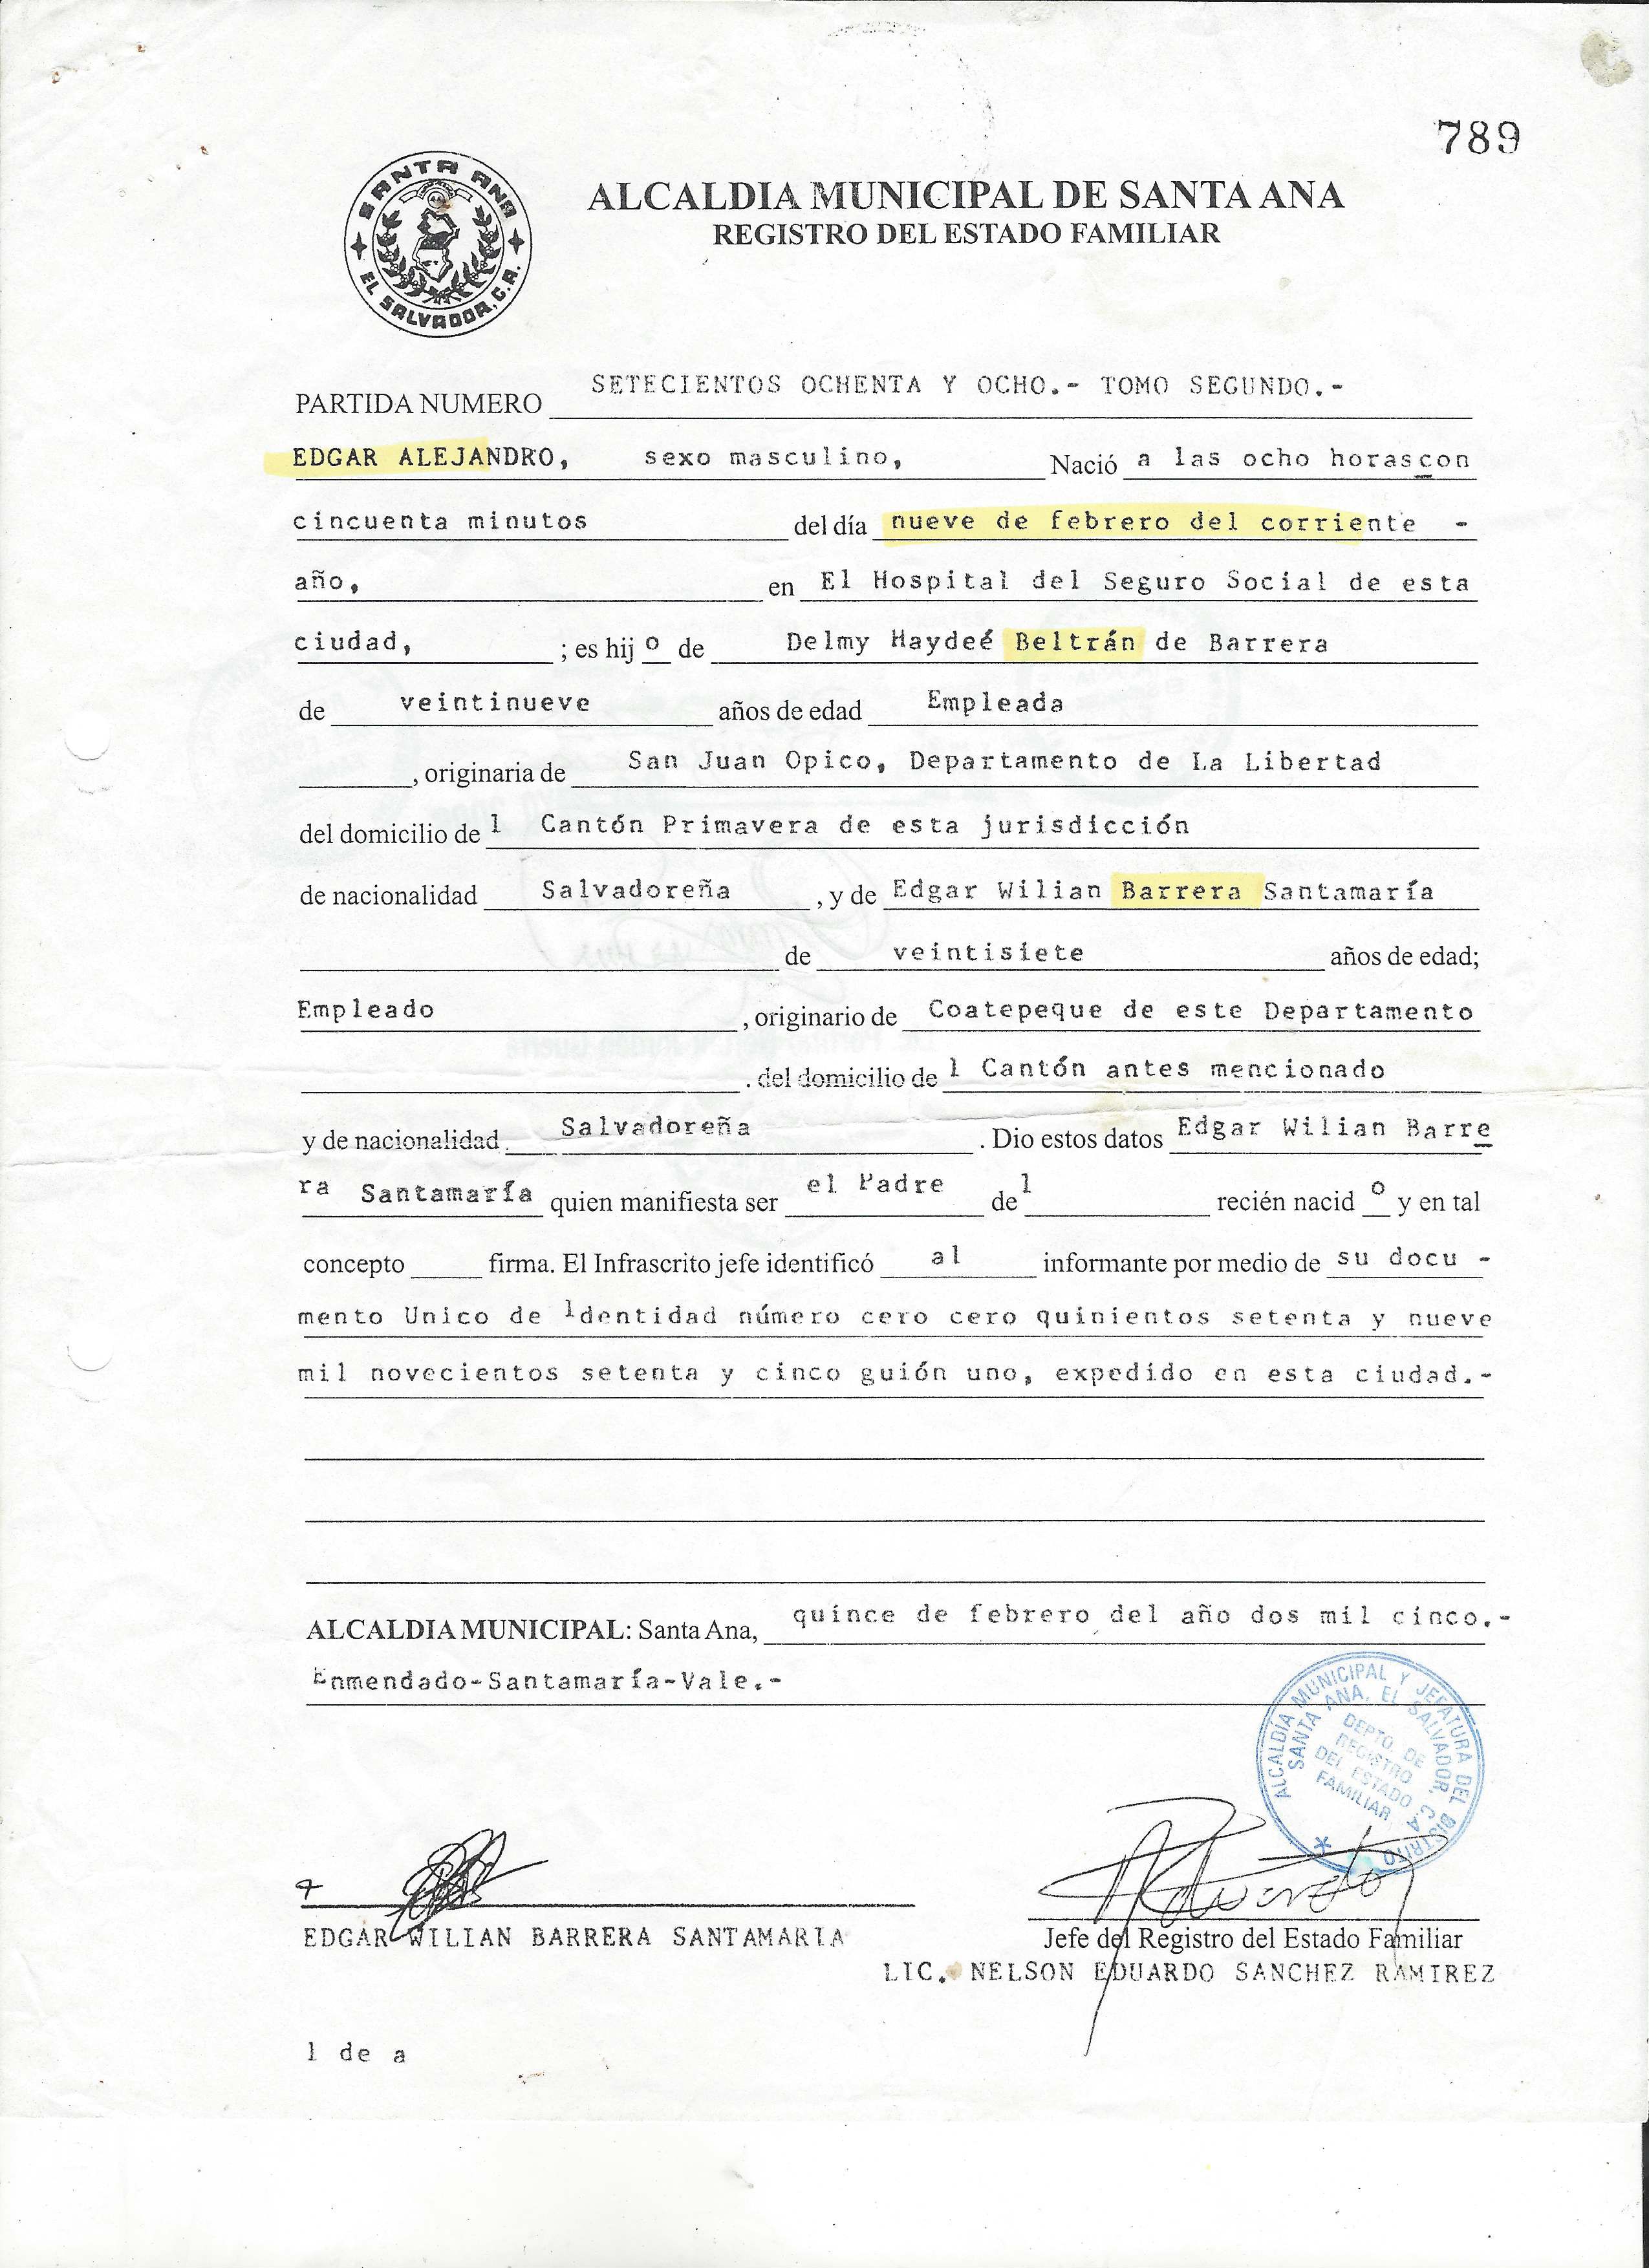 789
SANTA ANA
EL SALVADOR, C.A.
ALCALDIA MUNICIPAL DE SANTA ANA
REGISTRO DEL ESTADO FAMILIAR
PARTIDA NUMERO SETECIENTOS OCHENTA Y OCHO.- TOMO SEGUNDO.-
EDGAR ALEJANDRO, sexo masculino, Nació a las ocho horascon
cincuenta minutos del día nueve de febrero del corriente -
año, en El Hospital del Seguro Social de esta
ciudad, ; es hij o de Delmy Haydeé Beltrán de Barrera
de veintinueve años de edad Empleada
, originaria de San Juan Opico, Departamento de La Libertad
del domicilio de l Cantón Primavera de esta jurisdicción
de nacionalidad Salvadoreña , y de Edgar Wilian Barrera Santamaría
de veintisiete años de edad;
Empleado , originario de Coatepeque de este Departamento
. del domicilio de l Cantón antes mencionado
y de nacionalidad Salvadoreña . Dio estos datos Edgar Wilian Barre
ra Santamaría quien manifiesta ser el Padre de l recién nacid o y en tal
concepto firma. El Infrascrito jefe identificó al informante por medio de su docu -
mento Unico de Identidad número cero cero quinientos setenta y nueve
mil novecientos setenta y cinco guión uno, expedido en esta ciudad.-
ALCALDIA MUNICIPAL: Santa Ana, quince de febrero del año dos mil cinco.-
Enmendado-Santamaría-Vale.-
ALCALDÍA MUNICIPAL Y JEFATURA DEL DISTRITO
SANTA ANA, EL SALVADOR, C.A
DEPTO. DE
REGISTRO
DEL ESTADO
FAMILIAR
EDGAR WILIAN BARRERA SANTAMARIA
Jefe del Registro del Estado Familiar
LIC. NELSON EDUARDO SANCHEZ RAMIREZ
1 de a